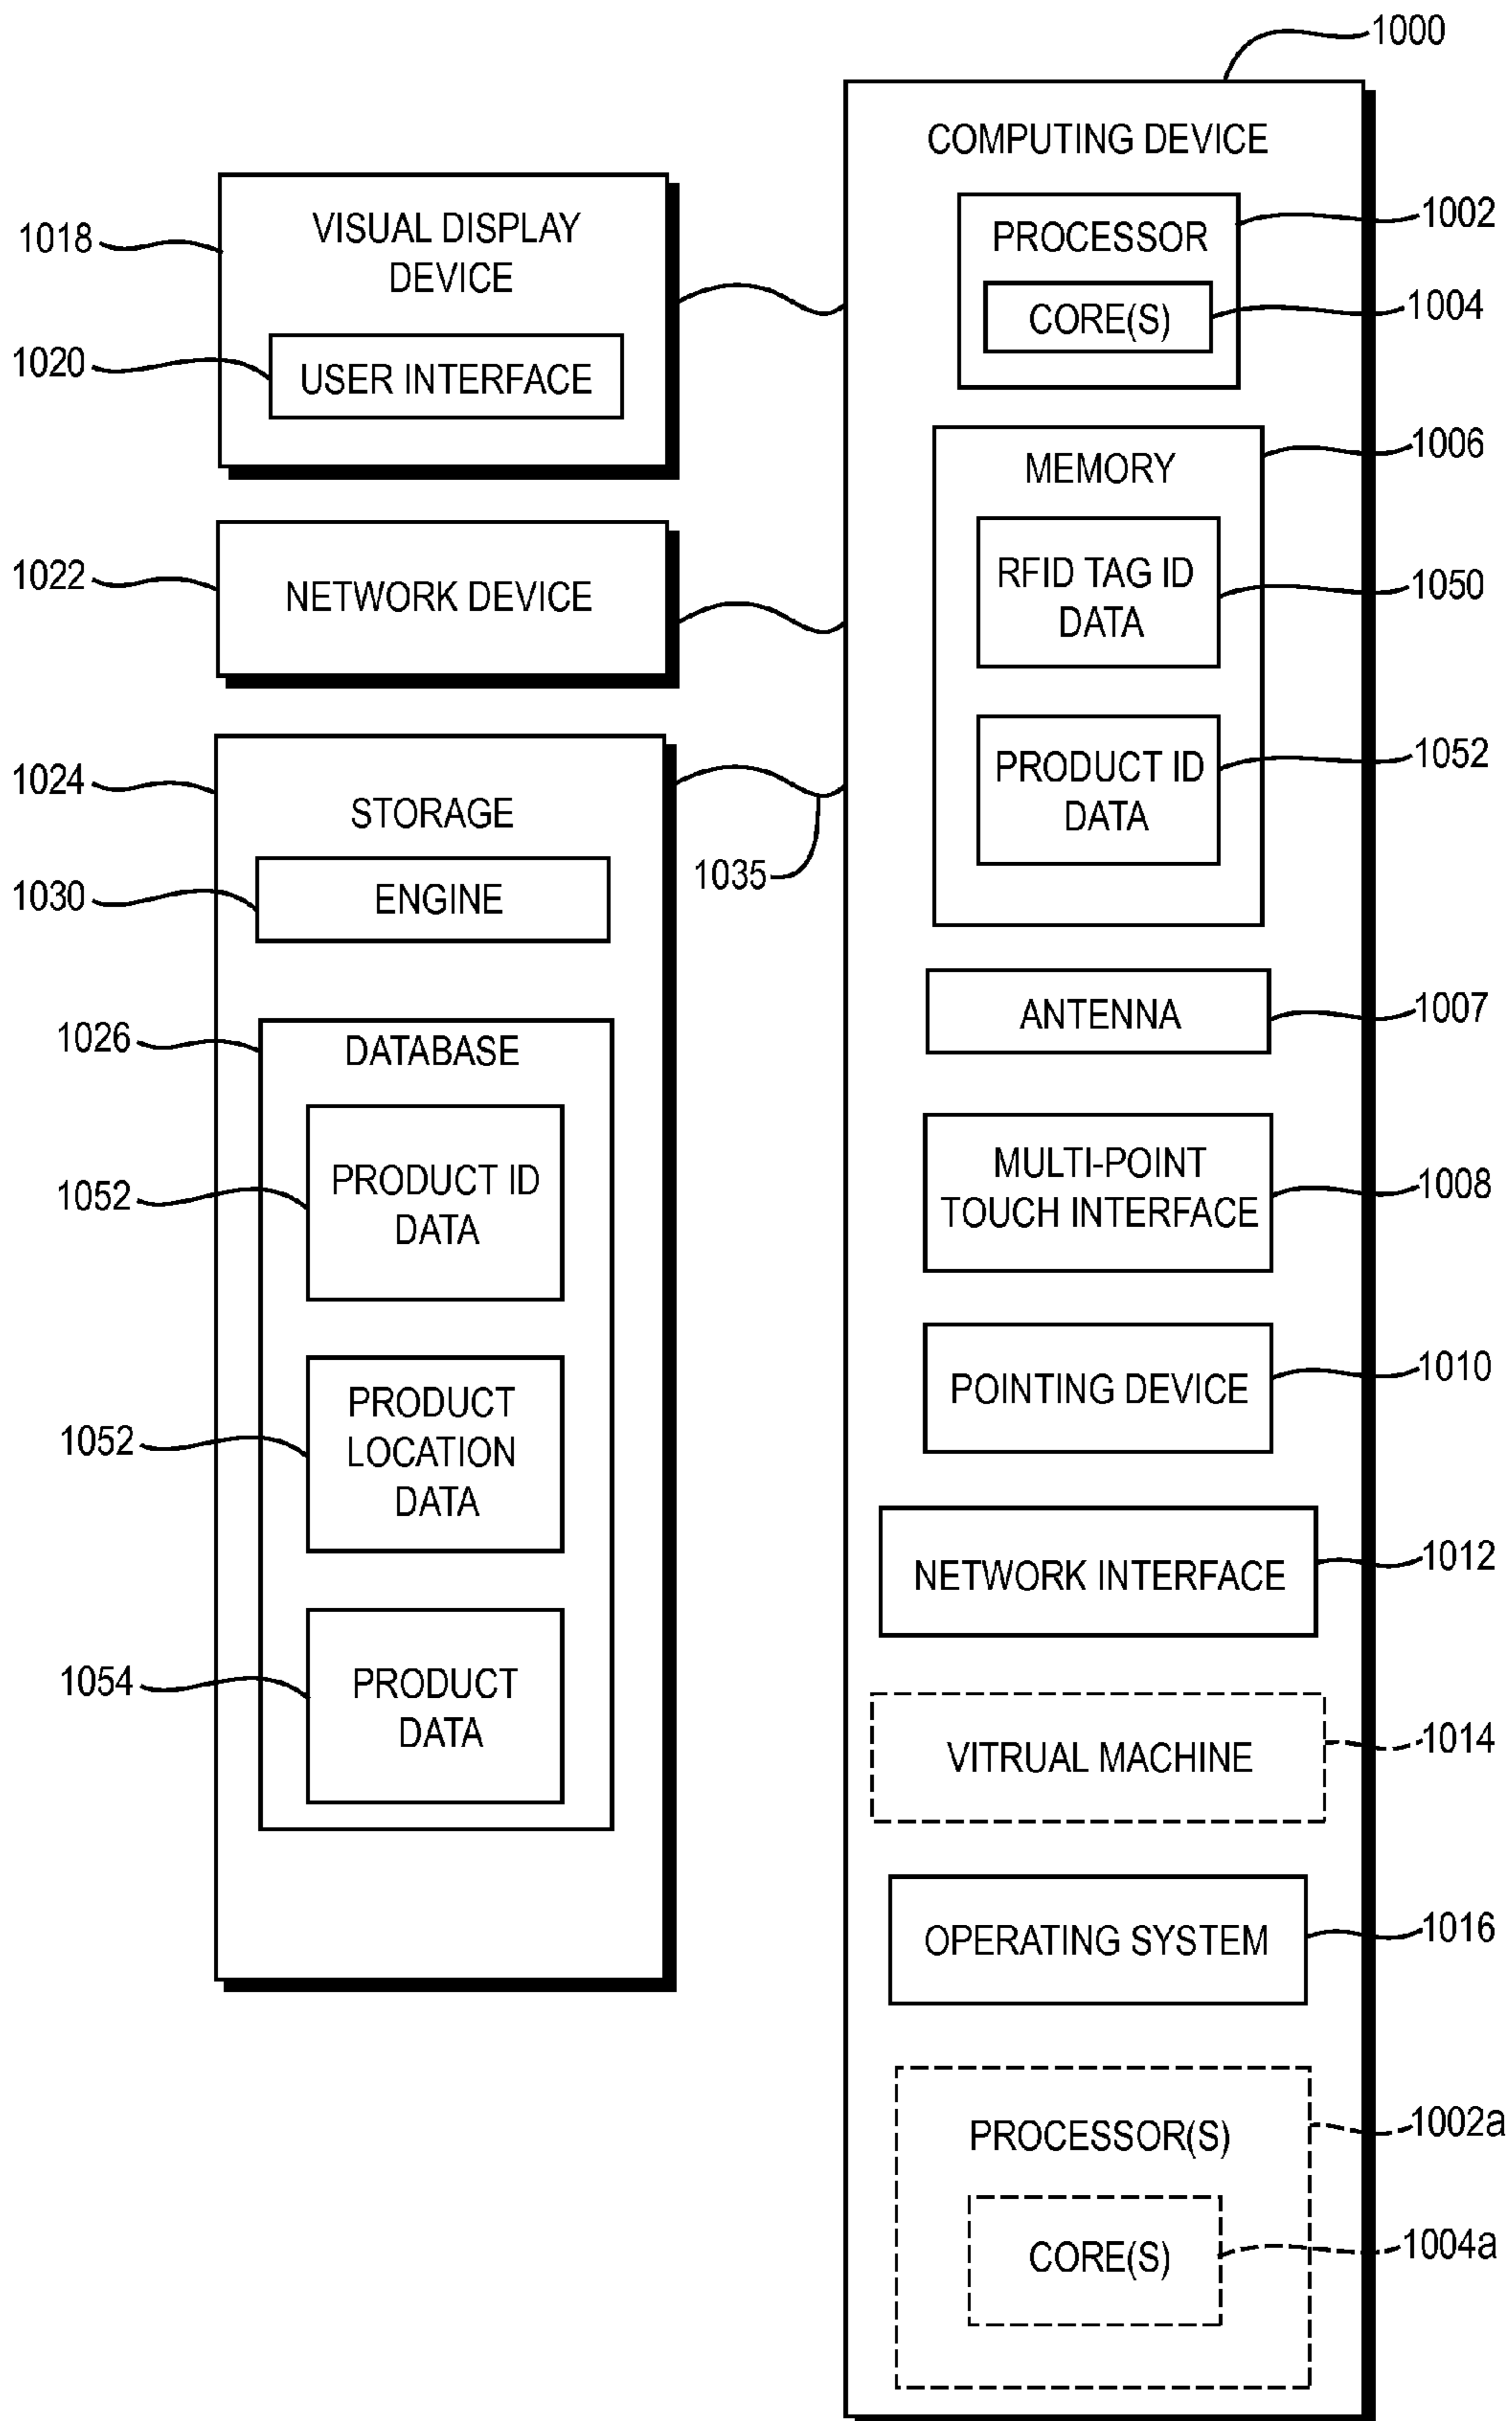 1000
COMPUTING DEVICE
1002
PROCESSOR
1004
CORE(S)
1006
MEMORY
RFID TAG ID
DATA
1050
PRODUCT ID
DATA
1052
ANTENNA
1007
MULTI-POINT
TOUCH INTERFACE
1008
POINTING DEVICE
1010
NETWORK INTERFACE
1012
VITRUAL MACHINE
1014
OPERATING SYSTEM
1016
PROCESSOR(S)
1002a
CORE(S)
1004a
1018
VISUAL DISPLAY
DEVICE
1020
USER INTERFACE
1022
NETWORK DEVICE
1024
STORAGE
1035
1030
ENGINE
1026
DATABASE
1052
PRODUCT ID
DATA
1052
PRODUCT
LOCATION
DATA
1054
PRODUCT
DATA